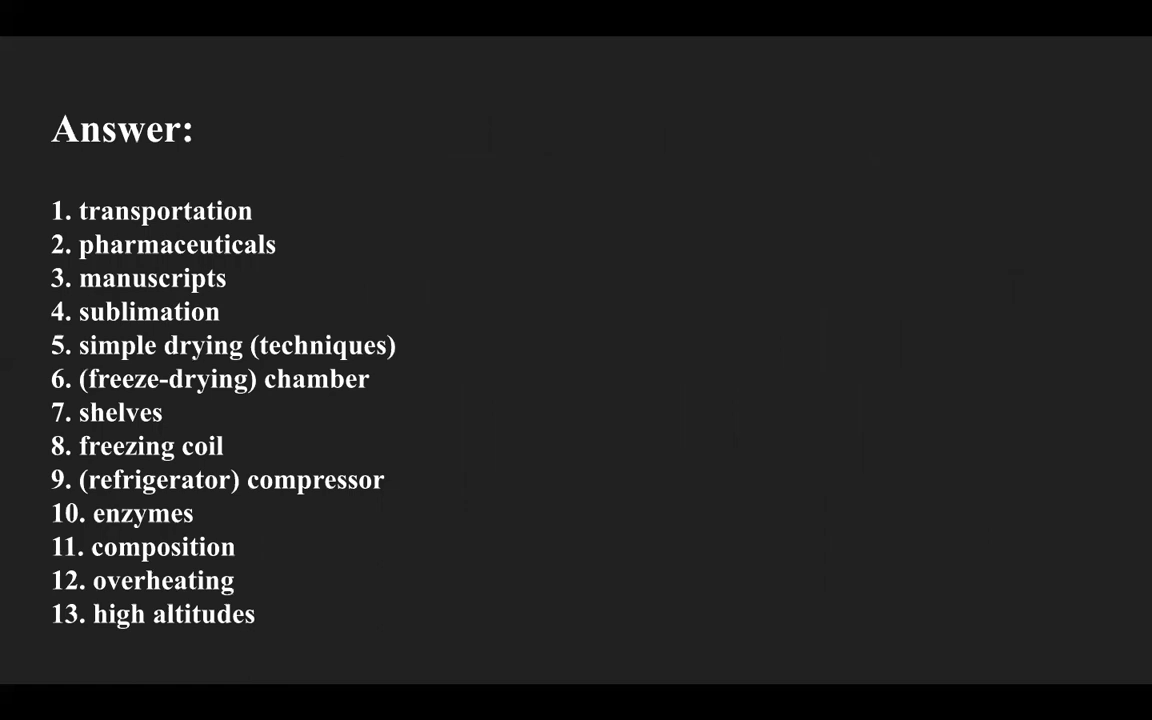 Answer:
1. transportation
2. pharmaceuticals
3. manuscripts
4. sublimation
5. simple drying (techniques)
6. (freeze-drying) chamber
7. shelves
8. freezing coil
9. (refrigerator) compressor
10. enzymes
11. composition
12. overheating
13. high altitudes